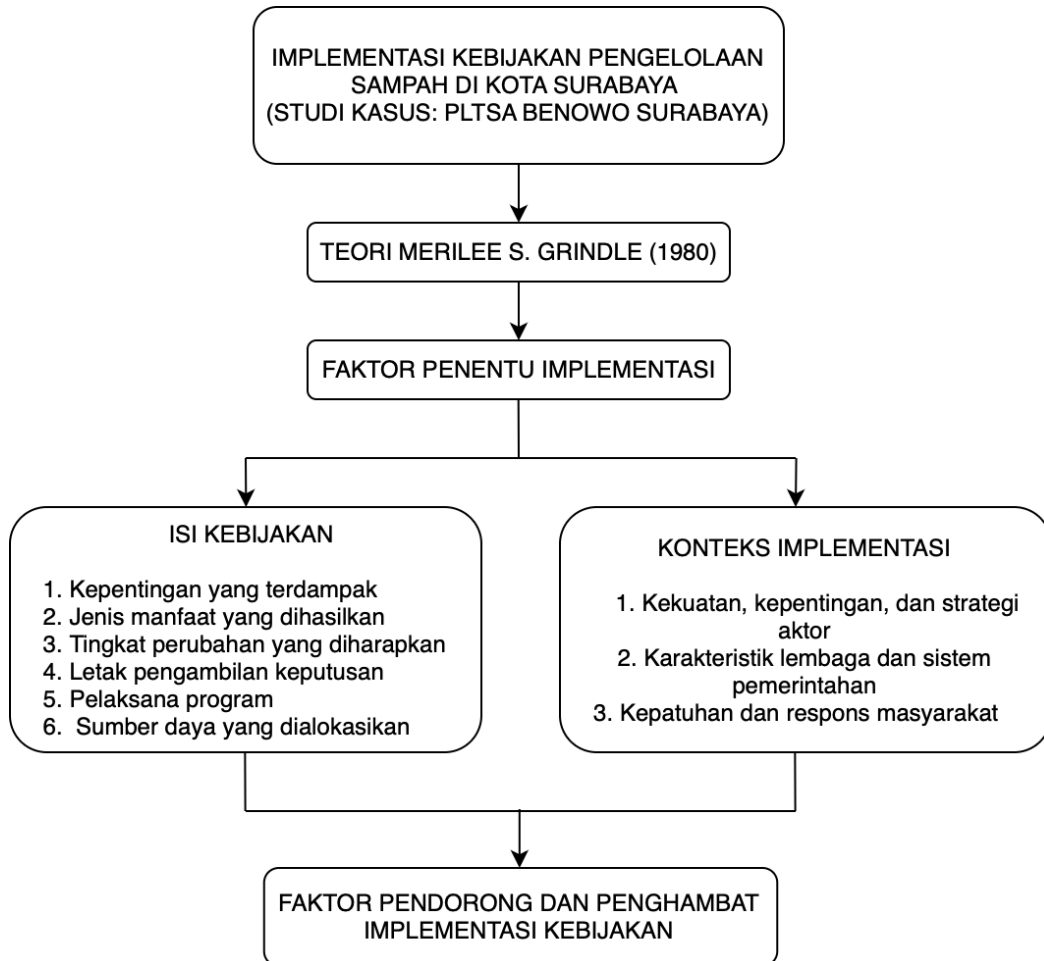 IMPLEMENTASI KEBIJAKAN PENGELOLAAN
SAMPAH DI KOTA SURABAYA
(STUDI KASUS: PLTSA BENOWO SURABAYA)
TEORI MERILEE S. GRINDLE (1980)
FAKTOR PENENTU IMPLEMENTASI
ISI KEBIJAKAN
1. Kepentingan yang terdampak
2. Jenis manfaat yang dihasilkan
3. Tingkat perubahan yang diharapkan
4. Letak pengambilan keputusan
5. Pelaksana program
6. Sumber daya yang dialokasikan
KONTEKS IMPLEMENTASI
1. Kekuatan, kepentingan, dan strategi
aktor
2. Karakteristik lembaga dan sistem
pemerintahan
3. Kepatuhan dan respons masyarakat
FAKTOR PENDORONG DAN PENGHAMBAT
IMPLEMENTASI KEBIJAKAN